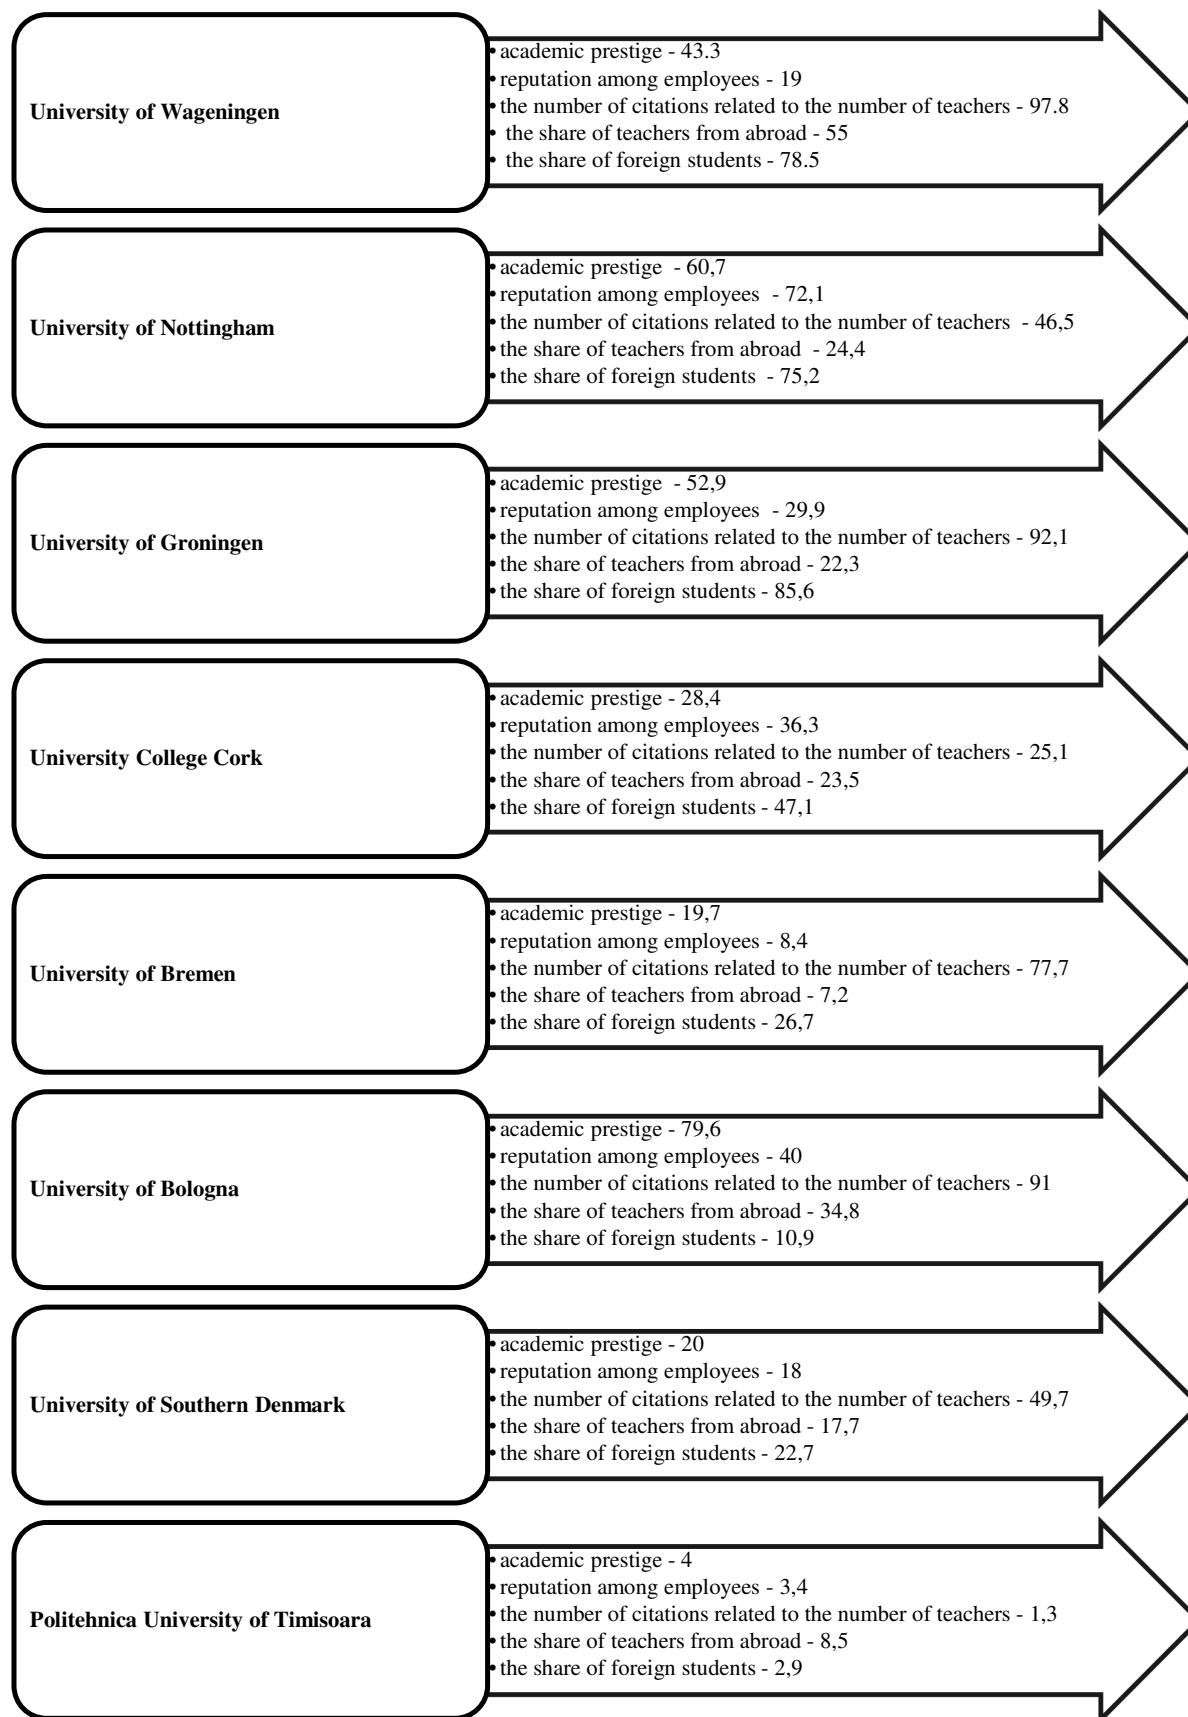 University of Wageningen
• academic prestige - 43.3
• reputation among employees - 19
• the number of citations related to the number of teachers - 97.8
• the share of teachers from abroad - 55
• the share of foreign students - 78.5
University of Nottingham
• academic prestige - 60,7
• reputation among employees - 72,1
• the number of citations related to the number of teachers - 46,5
• the share of teachers from abroad - 24,4
• the share of foreign students - 75,2
University of Groningen
• academic prestige - 52,9
• reputation among employees - 29,9
• the number of citations related to the number of teachers - 92,1
• the share of teachers from abroad - 22,3
• the share of foreign students - 85,6
University College Cork
• academic prestige - 28,4
• reputation among employees - 36,3
• the number of citations related to the number of teachers - 25,1
• the share of teachers from abroad - 23,5
• the share of foreign students - 47,1
University of Bremen
• academic prestige - 19,7
• reputation among employees - 8,4
• the number of citations related to the number of teachers - 77,7
• the share of teachers from abroad - 7,2
• the share of foreign students - 26,7
University of Bologna
• academic prestige - 79,6
• reputation among employees - 40
• the number of citations related to the number of teachers - 91
• the share of teachers from abroad - 34,8
• the share of foreign students - 10,9
University of Southern Denmark
• academic prestige - 20
• reputation among employees - 18
• the number of citations related to the number of teachers - 49,7
• the share of teachers from abroad - 17,7
• the share of foreign students - 22,7
Politehnica University of Timisoara
• academic prestige - 4
• reputation among employees - 3,4
• the number of citations related to the number of teachers - 1,3
• the share of teachers from abroad - 8,5
• the share of foreign students - 2,9